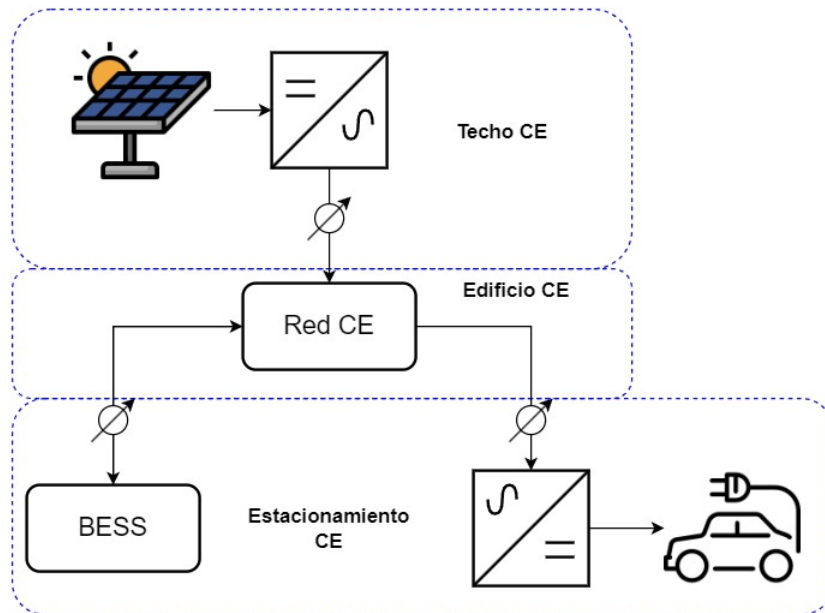 Techo CE
Edificio CE
Red CE
BESS
Estacionamiento
CE